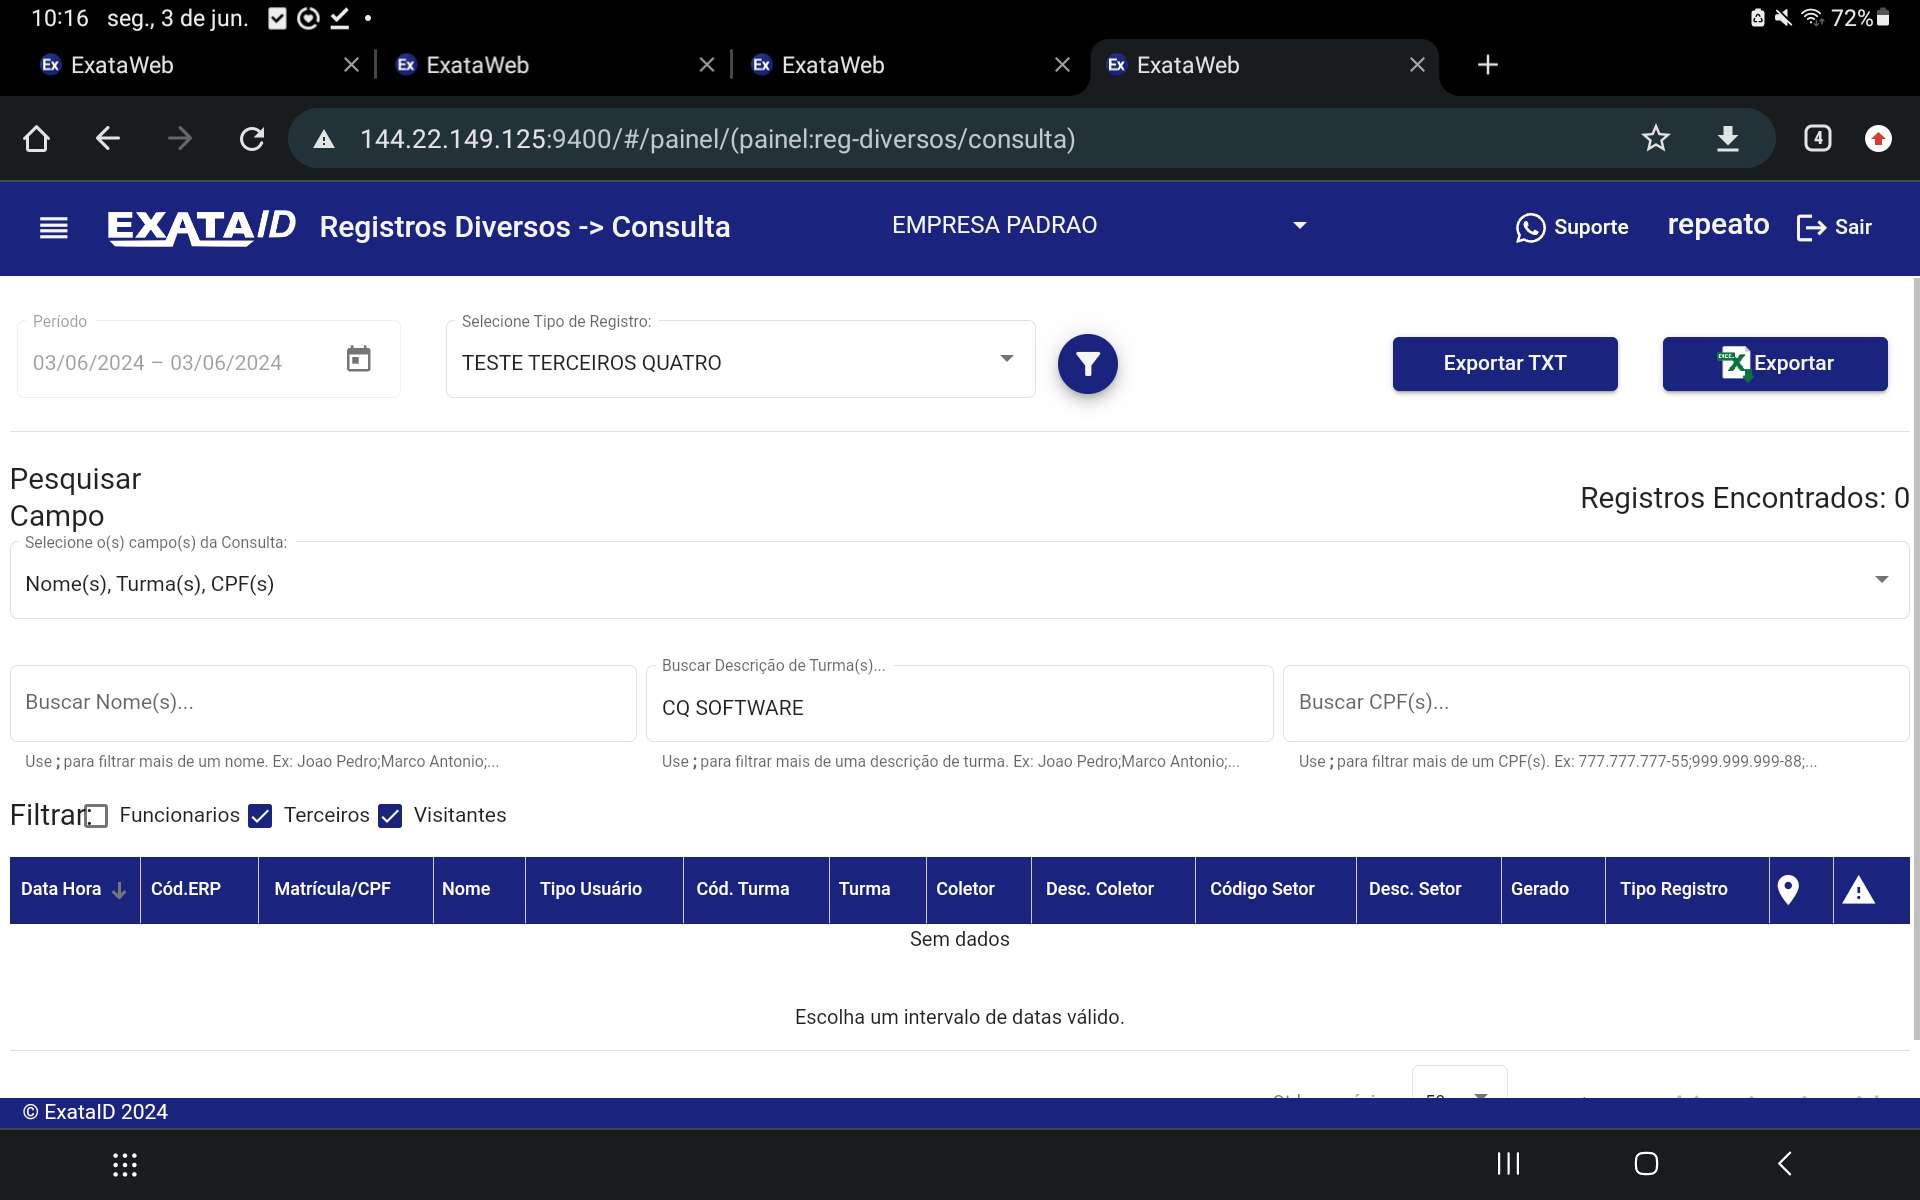 10:16 seg., 3 de jun.
72%
Ex ExataWeb
Ex ExataWeb
Ex ExataWeb
Ex ExataWeb
144.22.149.125:9400/#/painel/(painel:reg-diversos/consulta)
4
EXATA/ID Registros Diversos -> Consulta EMPRESA PADRAO Suporte repeato Sair
Período
03/06/2024 – 03/06/2024
Selecione Tipo de Registro:
TESTE TERCEIROS QUATRO
Exportar TXT
Exportar
Pesquisar
Campo
Registros Encontrados: 0
Selecione o(s) campo(s) da Consulta:
Nome(s), Turma(s), CPF(s)
Buscar Nome(s)...
Buscar Descrição de Turma(s)...
CQ SOFTWARE
Buscar CPF(s)...
Use ; para filtrar mais de um nome. Ex: Joao Pedro;Marco Antonio;...
Use ; para filtrar mais de uma descrição de turma. Ex: Joao Pedro;Marco Antonio;...
Use ; para filtrar mais de um CPF(s). Ex: 777.777.777-55;999.999.999-88;...
Filtrar: Funcionarios Terceiros Visitantes
Data Hora Cód.ERP Matrícula/CPF Nome Tipo Usuário Cód. Turma Turma Coletor Desc. Coletor Código Setor Desc. Setor Gerado Tipo Registro
Sem dados
Escolha um intervalo de datas válido.
© ExataID 2024